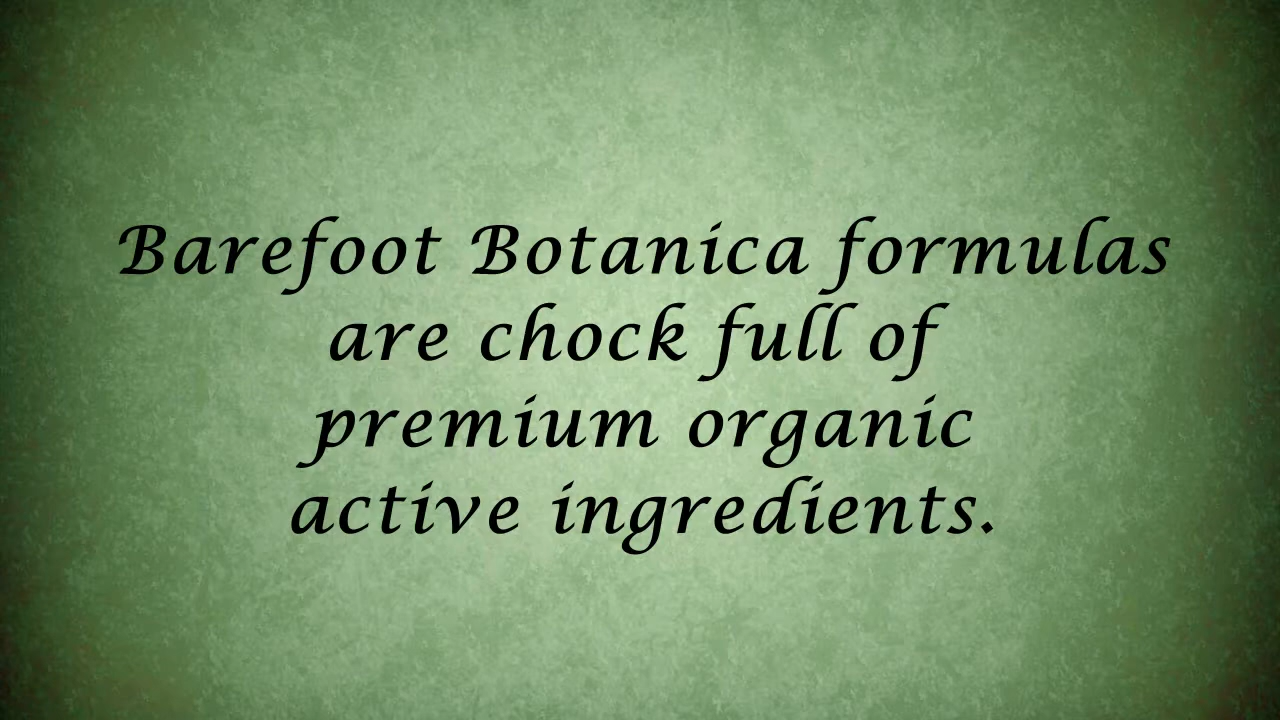 Barefoot Botanica formulas
are chock full of
premium organic
active ingredients.